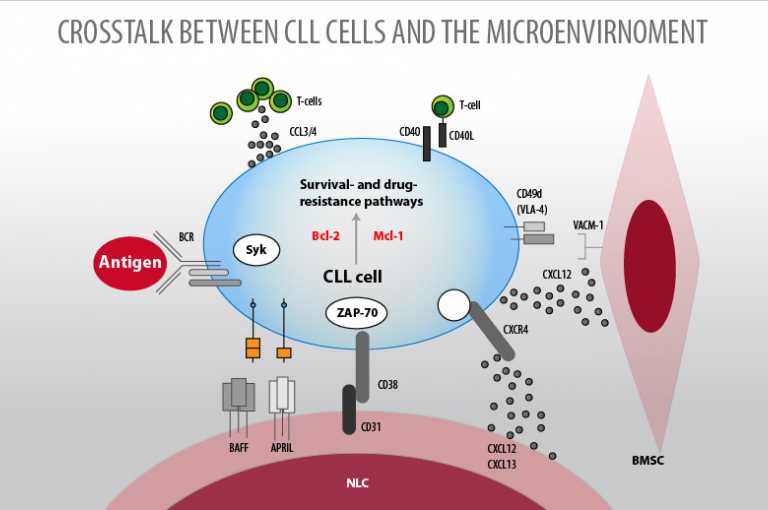 CROSSTALK BETWEEN CLL CELLS AND THE MICROENVIRNOMENT
T-cells
CCL3/4
T-cell
CD40
CD40L
Survival- and drug-
resistance pathways
Bcl-2
Mcl-1
CLL cell
ZAP-70
Syk
BCR
Antigen
CD49d
(VLA-4)
VACM-1
CXCL12
CXCR4
CD38
CD31
BAFF
APRIL
CXCL12
CXCL13
BMSC
NLC